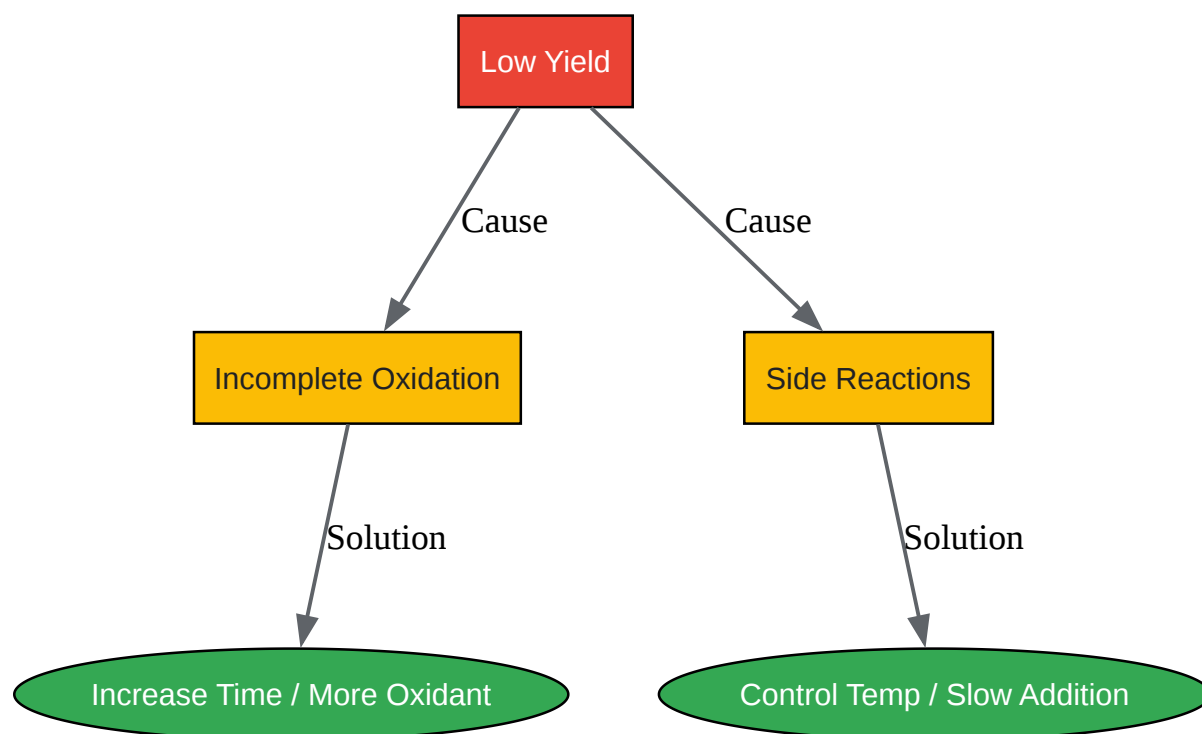 Low Yield
Cause
Cause
Incomplete Oxidation
Side Reactions
Solution
Solution
Increase Time / More Oxidant
Control Temp / Slow Addition